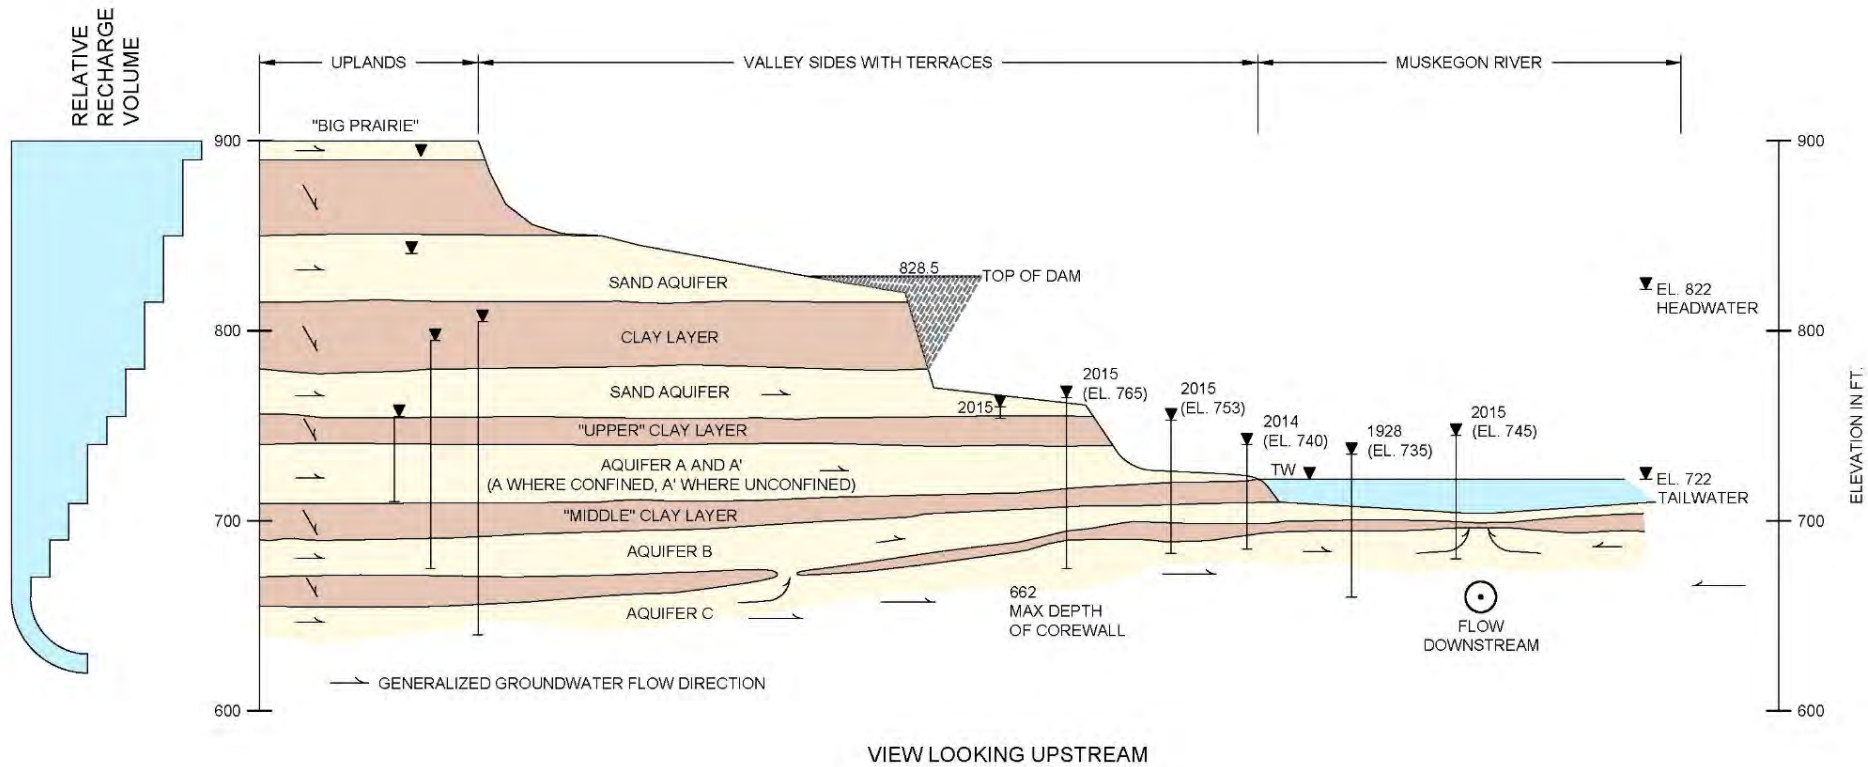 RELATIVE
RECHARGE
VOLUME
UPLANDS
VALLEY SIDES WITH TERRACES
MUSKEGON RIVER
"BIG PRAIRIE"
900
900
828.5
TOP OF DAM
SAND AQUIFER
EL. 822
HEADWATER
800
800
CLAY LAYER
SAND AQUIFER
2015
(EL. 765)
2015
2015
(EL. 753)
2014
(EL. 740)
1928
(EL. 735)
2015
(EL. 745)
"UPPER" CLAY LAYER
AQUIFER A AND A'
(A WHERE CONFINED, A' WHERE UNCONFINED)
TW
EL. 722
TAILWATER
ELEVATION IN FT.
"MIDDLE" CLAY LAYER
700
700
AQUIFER B
AQUIFER C
662
MAX DEPTH
OF COREWALL
FLOW
DOWNSTREAM
GENERALIZED GROUNDWATER FLOW DIRECTION
600
600
VIEW LOOKING UPSTREAM